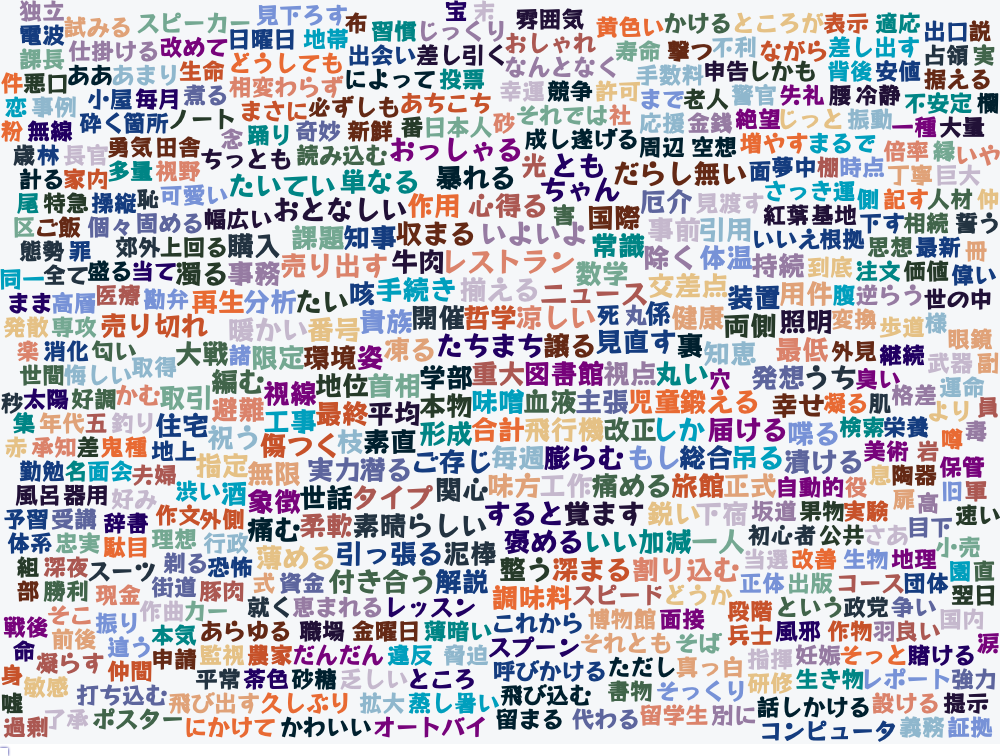 独立 試みる スピーカー 見下ろす 布 習慣 じっくり 宝 末 雰囲気 黄色い かける ところが 表示 適応 出口 説
電波 仕掛ける 改めて 日曜日 地帯 出会い 差し引く おしゃれ 寿命 撃つ 不利 ながら 差し出す 占領 実
課長 ああ あまり 生命 どうしても によって 投票 なんとなく 手数料 申告 しかも 背後 安値 据える
件 悪口 小屋 毎月 煮る 相変わらず 幸運 競争 許可 まで 老人 警官 失礼 腰 冷静 不安定 欄
恋 事例 砕く 箇所 ノート まさに 必ずしも あちこち それでは 社 応援 金銭 絶望 じっと 振動 一種 大量
粉 無線 勇気 田舎 念 踊り 奇妙 新鮮 番 日本人 砂 成し遂げる 周辺 空想 増やす まるで 倍率 縁 いや
歳 林 長官 多量 視野 ちっとも 読み込む おっしゃる 光 とも だらし無い 面 夢中 棚 時点 丁寧 巨大
計る 家内 可愛い たいてい 単なる 暴れる ちゃん 厄介 見渡す さっき 運 側 記す 人材 仲
尾 特急 操縦 恥 幅広い おとなしい 作用 心得る 害 国際 事前 引用 紅葉 基地 下す 相続 誓う
区 ご飯 個々 固める 課題 知事 収まる いよいよ 常識 いいえ 根拠 思想 最新 冊
態勢 罪 郊外 上回る 購入 売り出す 牛肉 レストラン 数学 除く 体温 持続 到底 注文 価値 偉い
同一 全て 盛る 当て 濁る 事務 咳 手続き 揃える ニュース 交差点 装置 用件 腹 逆らう 世の中
まま 高層 医療 勧弁 再生 分析 たい 貴族 開催 哲学 涼しい 死 丸 係 健康 両側 照明 変換 歩道 様
発散 専攻 売り切れ 暖かい 番号 凍る たちまち 譲る 見直す 裏 知恵 最低 外見 継続 眼鏡
楽 消化 匂い 取得 大戦 諸 限定 環境 姿 学部 重大 図書館 視点 丸い 穴 発想 うち 臭い 武器 副
世間 悔しい かむ 取引 編む 視線 地位 首相 本物 味噌 血液 主張 児童 鍛える 幸せ 凝る 肌 格差 運命
秒 太陽 好調 避難 工事 最終 平均 形成 合計 飛行機 改正 しか 届ける 喋る 検索 栄養 より 員
集 年代 五 釣り 住宅 祝う 傷つく 枝 素直 毎週 膨らむ もし 総合 吊る 漬ける 美術 岩 噂 毒
赤 承知 差 鬼 種 地上 指定 無限 実力 潜る ご存じ 味方 工作 痛める 旅館 正式 自動的 役 息 陶器 保管
勤勉 名 面会 夫婦 渋い 酒 象徴 世話 タイプ 関心 すると 覚ます 鋭い 下宿 坂道 果物 実験 扉 高 旧 軍
風呂 器用 好み 作文 外側 痛む 柔軟 素晴らしい 褒める いい加減 一人 初心者 公共 さあ 目下 速い
予習 受講 辞書 理想 行政 薄める 引っ張る 泥棒 整う 深まる 割り込む 当選 改善 生物 地理 小売
体系 忠実 駄目 剃る 恐怖 式 資金 付き合う 解説 調味料 スピード どうか 正体 出版 コース 団体 園 直
組 深夜 スーツ 街道 豚肉 就く 恵まれる レッスン これから 博物館 面接 段階 という 政党 争い 翌日
部 勝利 現金 作曲 カー あらゆる 職場 金曜日 薄暗い スプーン それとも そば 兵士 風邪 作物 羽 良い 国内
戦後 そこ 振り 本気 監視 農家 だんだん 違反 脅迫 呼びかける ただし 真っ白 指揮 妊娠 そっと 賭ける 涙
命 前後 這う 申請 平常 茶色 砂糖 乏しい ところ 飛び込む 書物 そっくり 研修 生き物 レポート 強力
身 凝らす 仲間 打ち込む 飛び出す 久しぶり 拡大 蒸し暑い 留まる 代わる 留学生 別に 話しかける 設ける 提示
嘘 敏感 過剰 了承 ポスター にかけて かわいい オートバイ コンピュータ 義務 証拠